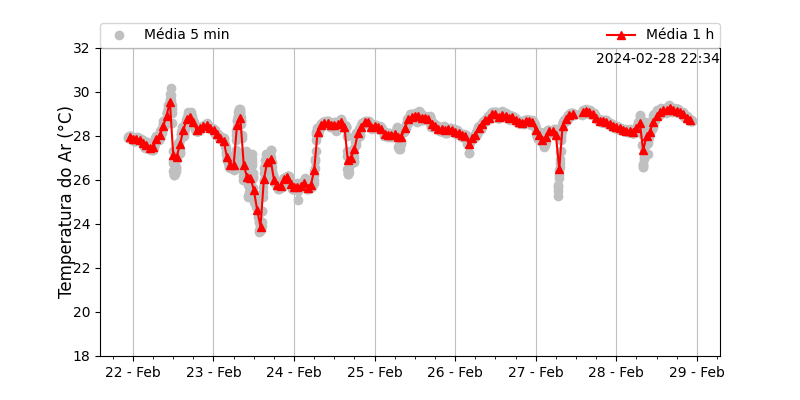 Média 5 min
Média 1 h
2024-02-28 22:34
Temperatura do Ar (°C)
32
30
28
26
24
22
20
18
22 - Feb
23 - Feb
24 - Feb
25 - Feb
26 - Feb
27 - Feb
28 - Feb
29 - Feb